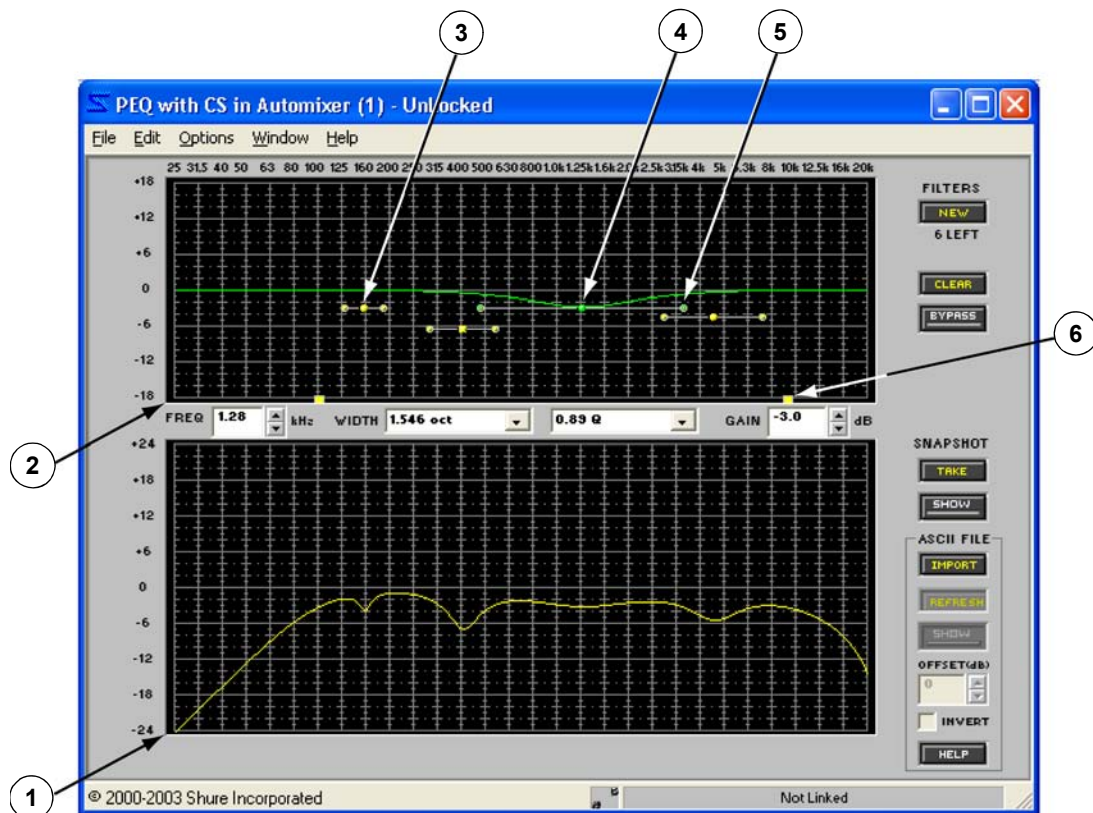 3
4
5
PEQ with CS in Automixer (1) - UnLocked
File Edit Options Window Help
25 31.5 40 50 63 80 100 125 160 200 250 315 400 500 630 800 1.0k 1.25k 1.6k 2.0k 2.5k 3.15k 4k 5k 6.3k 8k 10k 12.5k 16k 20k
+18
+12
+6
0
-6
-12
-18
FILTERS
NEW
6 LEFT
CLEAR
BYPASS
6
2
FREQ 1.28 kHz WIDTH 1.546 oct 0.89 Q GAIN -3.0 dB
+24
+18
+12
+6
0
-6
-12
-18
-24
SNAPSHOT
TAKE
SHOW
ASCII FILE
IMPORT
REFRESH
SHOW
OFFSET(dB)
0
INVERT
HELP
1
© 2000-2003 Shure Incorporated
Not Linked